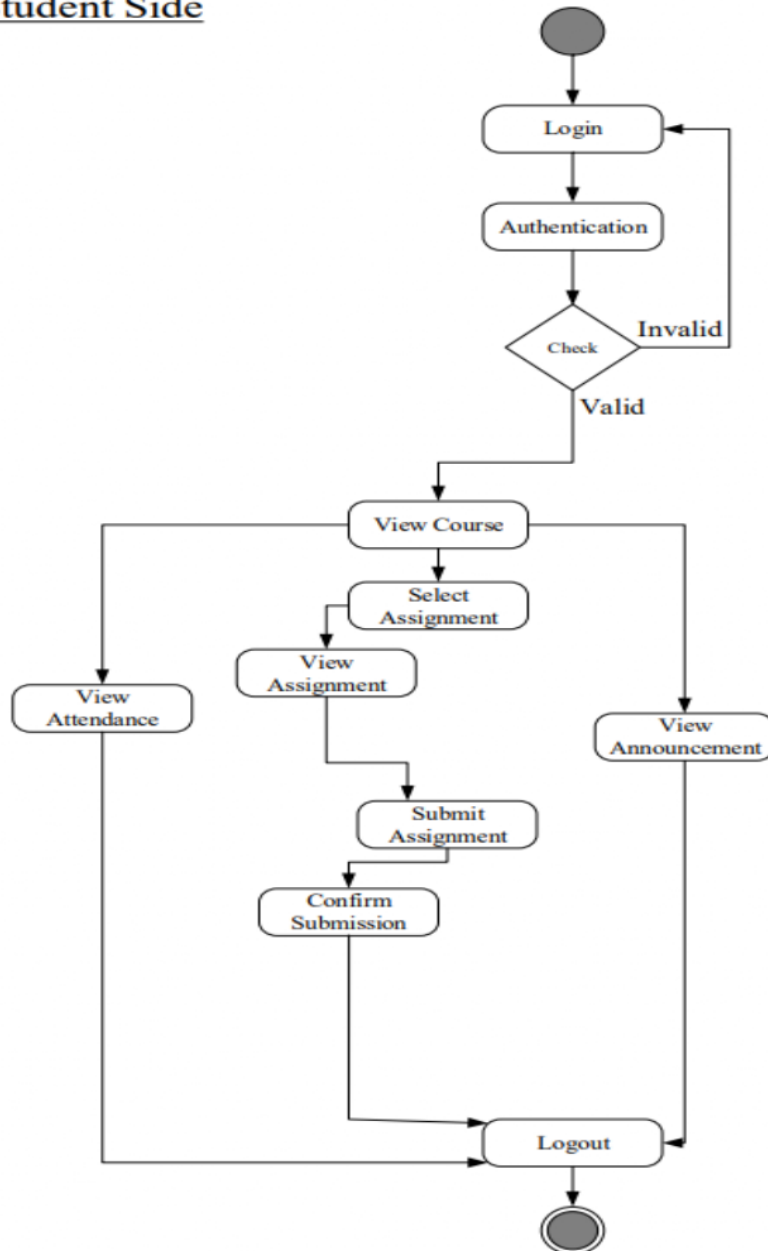 tudent Side
Login
Authentication
Check
Invalid
Valid
View Course
Select
Assignment
View
Assignment
View
Attendance
View
Announcement
Submit
Assignment
Confirm
Submission
Logout